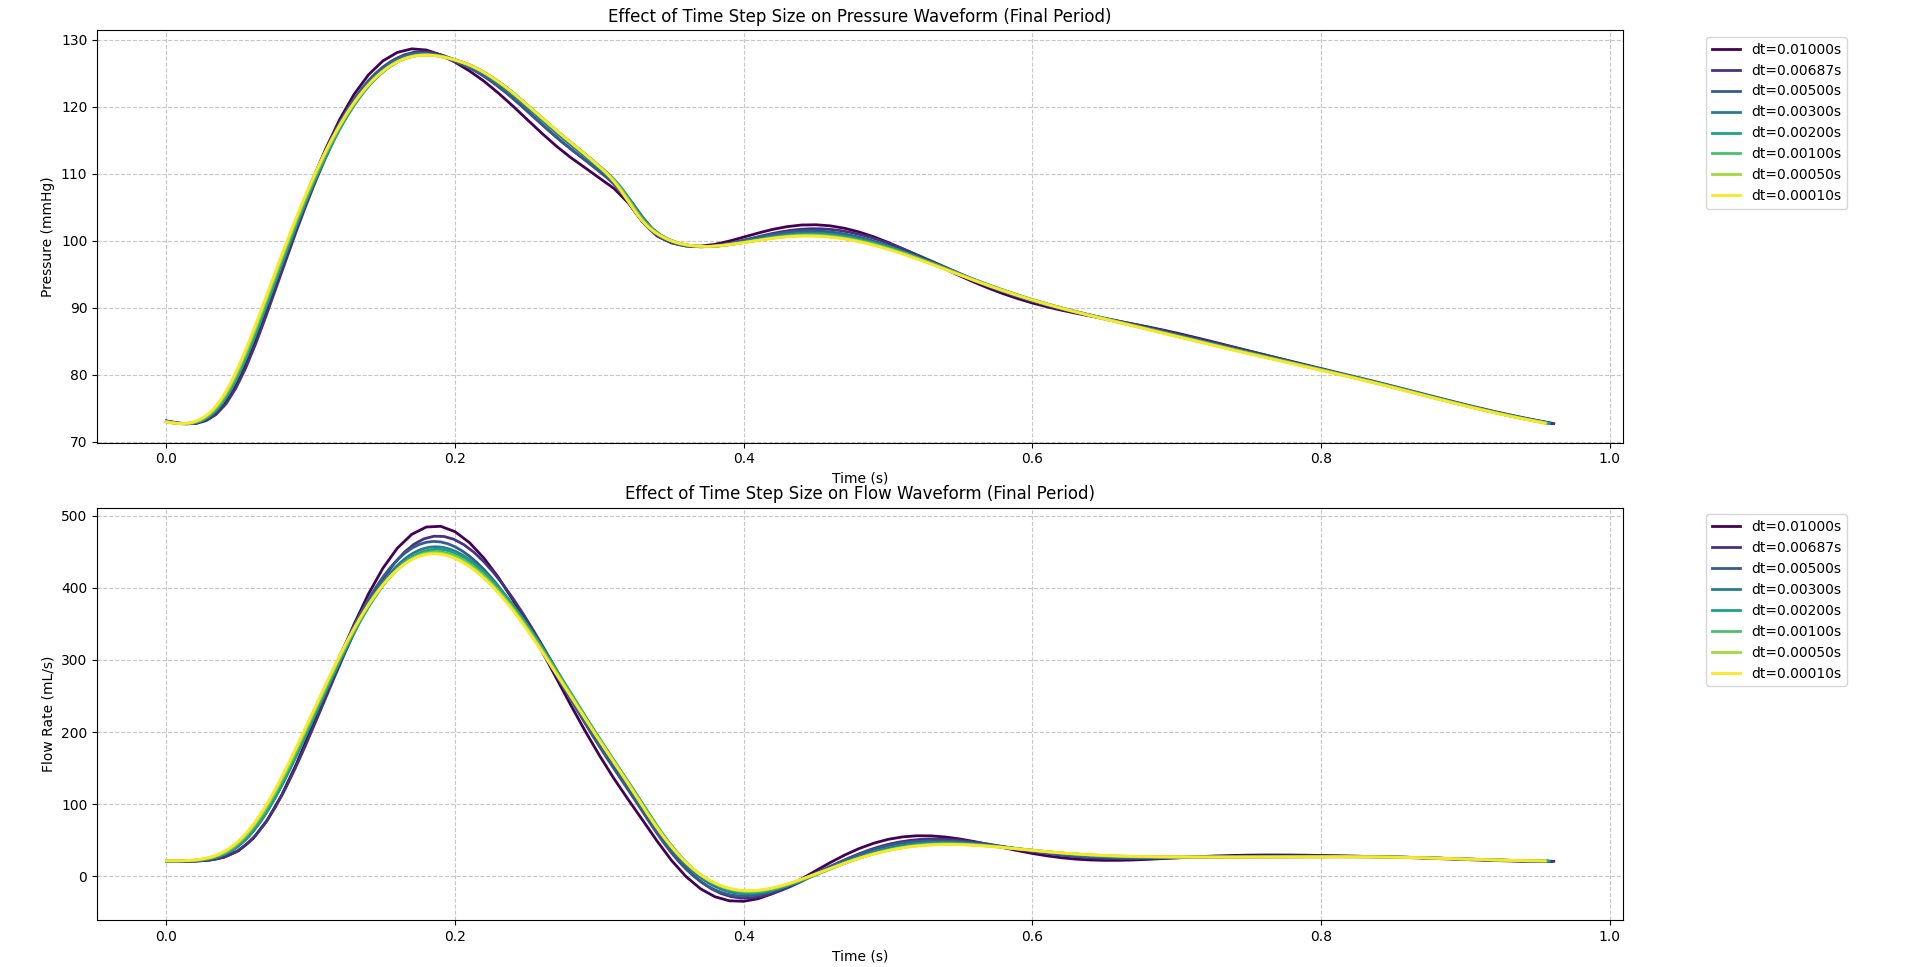 Effect of Time Step Size on Pressure Waveform (Final Period)
130
120
110
100
90
80
70
Pressure (mmHg)
0.0 0.2 0.4 0.6 0.8 1.0
Time (s)
dt=0.01000s
dt=0.00687s
dt=0.00500s
dt=0.00300s
dt=0.00200s
dt=0.00100s
dt=0.00050s
dt=0.00010s
Effect of Time Step Size on Flow Waveform (Final Period)
500
400
300
200
100
0
Flow Rate (mL/s)
0.0 0.2 0.4 0.6 0.8 1.0
Time (s)
dt=0.01000s
dt=0.00687s
dt=0.00500s
dt=0.00300s
dt=0.00200s
dt=0.00100s
dt=0.00050s
dt=0.00010s